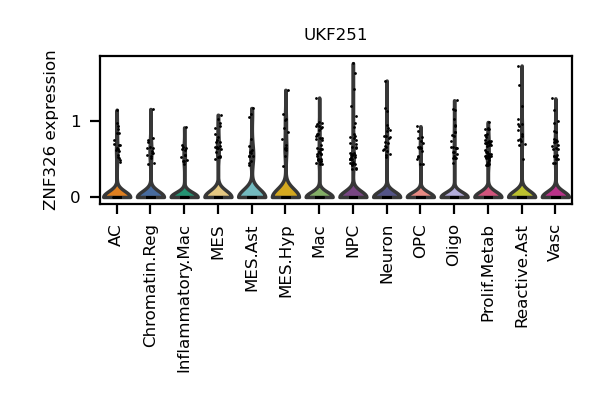 UKF251
ZNF326 expression
1
0
AC
Chromatin.Reg
Inflammatory.Mac
MES
MES.Ast
MES.Hyp
Mac
NPC
Neuron
OPC
Oligo
Prolif.Metab
Reactive.Ast
Vasc